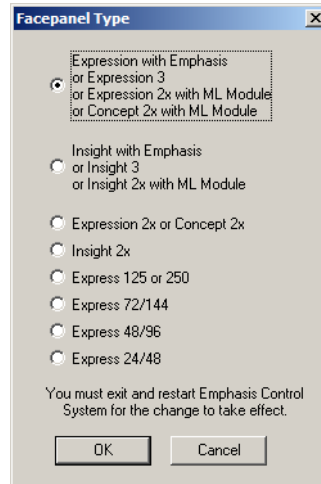 Facepanel Type
Expression with Emphasis
or Expression 3
or Expression 2x with ML Module
or Concept 2x with ML Module
Insight with Emphasis
or Insight 3
or Insight 2x with ML Module
Expression 2x or Concept 2x
Insight 2x
Express 125 or 250
Express 72/144
Express 48/96
Express 24/48
You must exit and restart Emphasis Control
System for the change to take effect.
OK Cancel